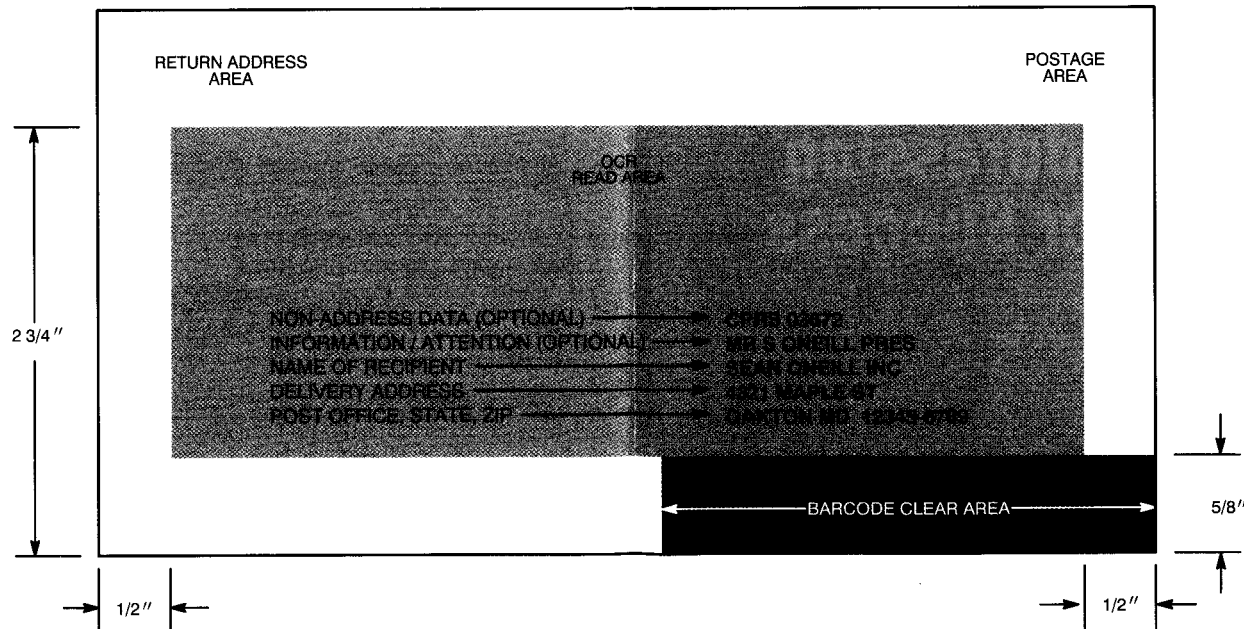 RETURN ADDRESS
AREA
POSTAGE
AREA
OCR
READ AREA
2 3/4"
NON-ADDRESS DATA (OPTIONAL) CPRS 03672
INFORMATION / ATTENTION (OPTIONAL) MR S ONEILL PRES
NAME OF RECIPIENT SEAN ONEILL INC
DELIVERY ADDRESS 4321 MAPLE ST
POST OFFICE, STATE, ZIP OAKTON MD 12345-6789
BARCODE CLEAR AREA
5/8"
1/2"
1/2"